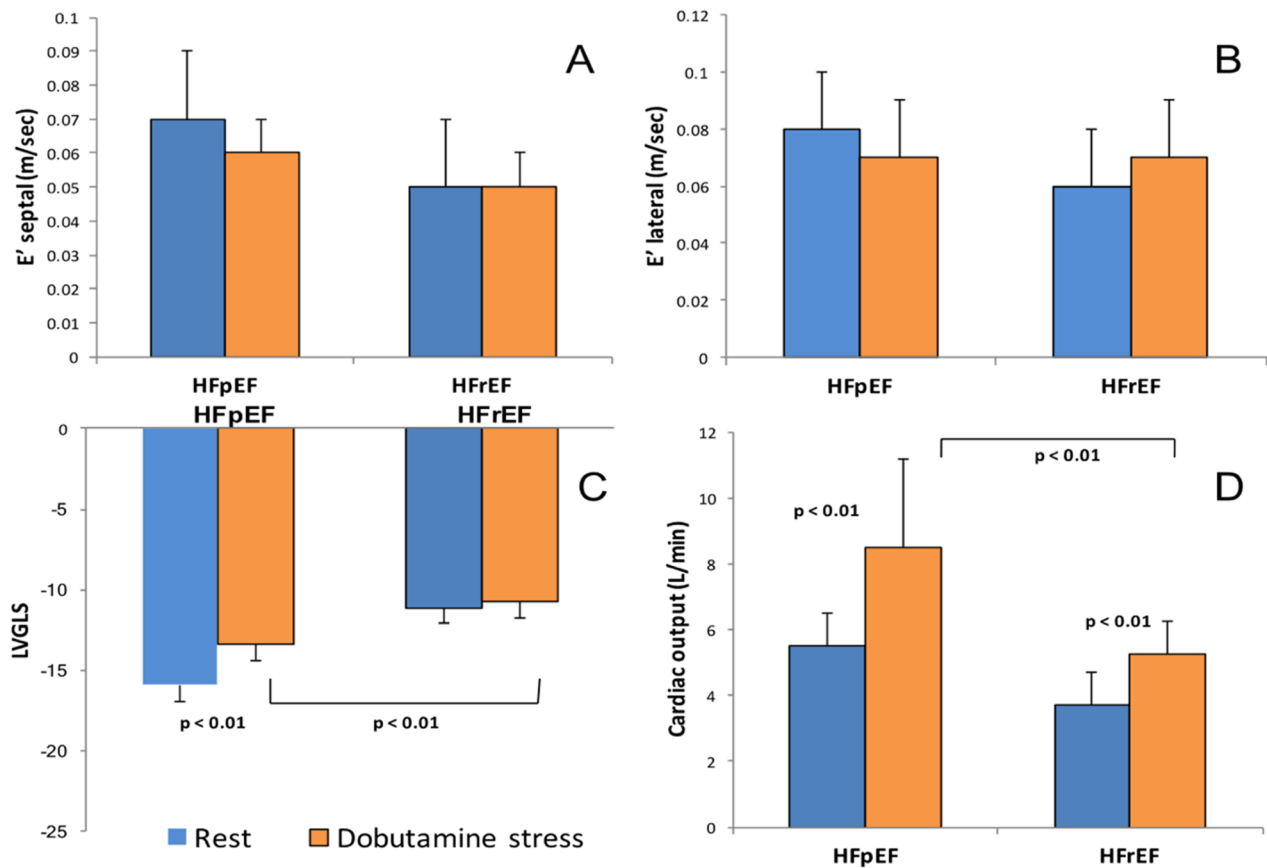 A
E' septal (m/sec)
0.1
0.09
0.08
0.07
0.06
0.05
0.04
0.03
0.02
0.01
0
HFpEF
HFrEF
B
E' lateral (m/sec)
0.12
0.1
0.08
0.06
0.04
0.02
0
HFpEF
HFrEF
HFpEF
HFrEF
C
LVGLS
0
-5
-10
-15
-20
-25
p < 0.01
p < 0.01
Rest
Dobutamine stress
D
Cardiac output (L/min)
12
10
8
6
4
2
0
p < 0.01
p < 0.01
p < 0.01
HFpEF
HFrEF